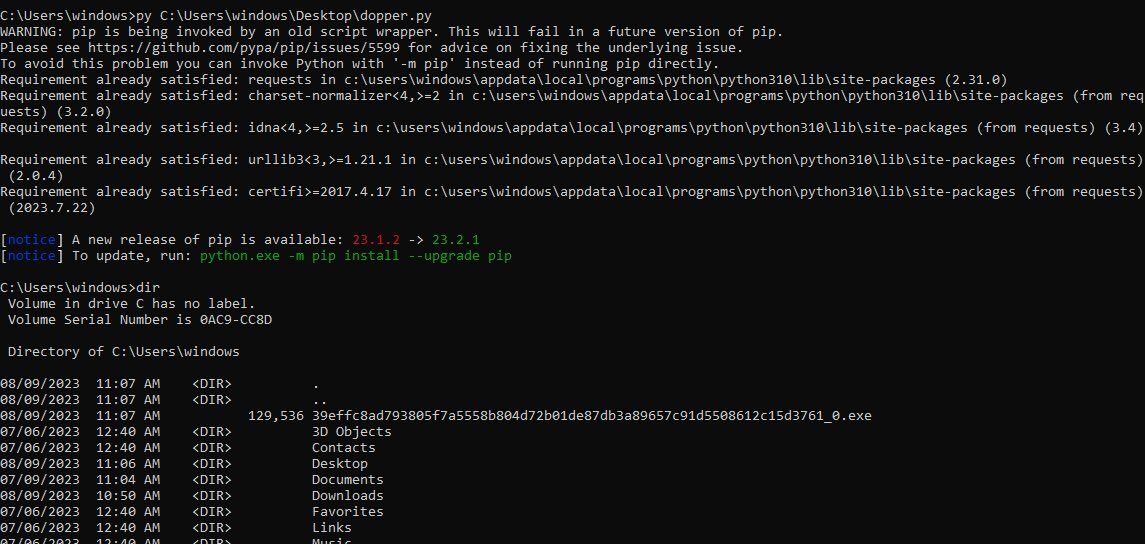 C:\Users\windows>py C:\Users\windows\Desktop\dopper.py
WARNING: pip is being invoked by an old script wrapper. This will fail in a future version of pip.
Please see https://github.com/pypa/pip/issues/5599 for advice on fixing the underlying issue.
To avoid this problem you can invoke Python with '-m pip' instead of running pip directly.
Requirement already satisfied: requests in c:\users\windows\appdata\local\programs\python\python310\lib\site-packages (2.31.0)
Requirement already satisfied: charset-normalizer<4,>=2 in c:\users\windows\appdata\local\programs\python\python310\lib\site-packages (from req
uests) (3.2.0)
Requirement already satisfied: idna<4,>=2.5 in c:\users\windows\appdata\local\programs\python\python310\lib\site-packages (from requests) (3.4)
Requirement already satisfied: urllib3<3,>=1.21.1 in c:\users\windows\appdata\local\programs\python\python310\lib\site-packages (from requests)
(2.0.4)
Requirement already satisfied: certifi>=2017.4.17 in c:\users\windows\appdata\local\programs\python\python310\lib\site-packages (from requests)
(2023.7.22)
[notice] A new release of pip is available: 23.1.2 -> 23.2.1
[notice] To update, run: python.exe -m pip install --upgrade pip
C:\Users\windows>dir
Volume in drive C has no label.
Volume Serial Number is 0AC9-CC8D
Directory of C:\Users\windows
08/09/2023  11:07 AM    <DIR>          .
08/09/2023  11:07 AM    <DIR>          ..
08/09/2023  11:07 AM           129,536 39effc8ad793805f7a5558b804d72b01de87db3a89657c91d5508612c15d3761_0.exe
07/06/2023  12:40 AM    <DIR>          3D Objects
07/06/2023  12:40 AM    <DIR>          Contacts
08/09/2023  11:06 AM    <DIR>          Desktop
07/09/2023  11:04 AM    <DIR>          Documents
08/09/2023  10:50 AM    <DIR>          Downloads
07/06/2023  12:40 AM    <DIR>          Favorites
07/06/2023  12:40 AM    <DIR>          Links
07/06/2023  12:40 AM    <DIR>          Music